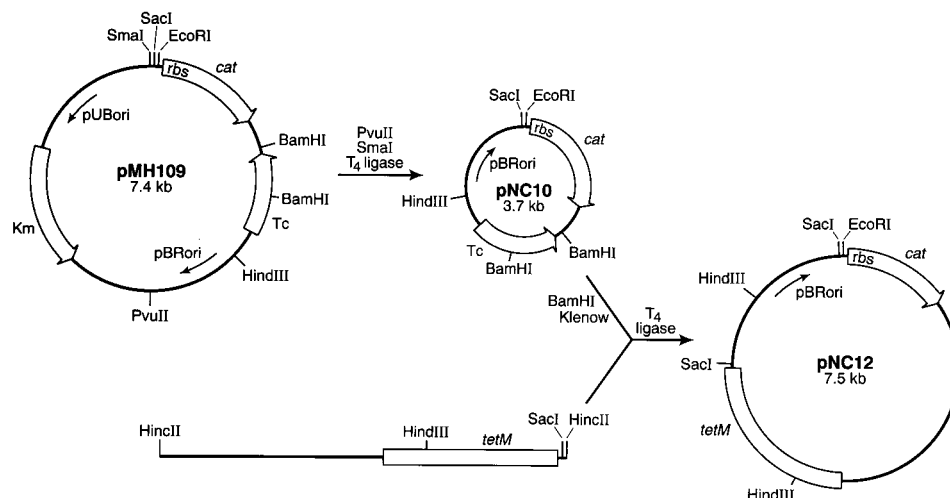 SacI
SmaI EcoRI
rbs
cat
pUBori
BamHI
pMH109
7.4 kb
BamHI
Km
Tc
pBRori
HindIII
PvuII
PvuII
SmaI
T4 ligase
SacI EcoRI
rbs
cat
pBRori
pNC10
3.7 kb
HindIII
Tc
BamHI
BamHI
BamHI
Klenow
T4
ligase
SacI EcoRI
rbs
cat
HindIII
pBRori
SacI
pNC12
7.5 kb
tetM
HindIII
HincII
HindIII
tetM
SacI HincII